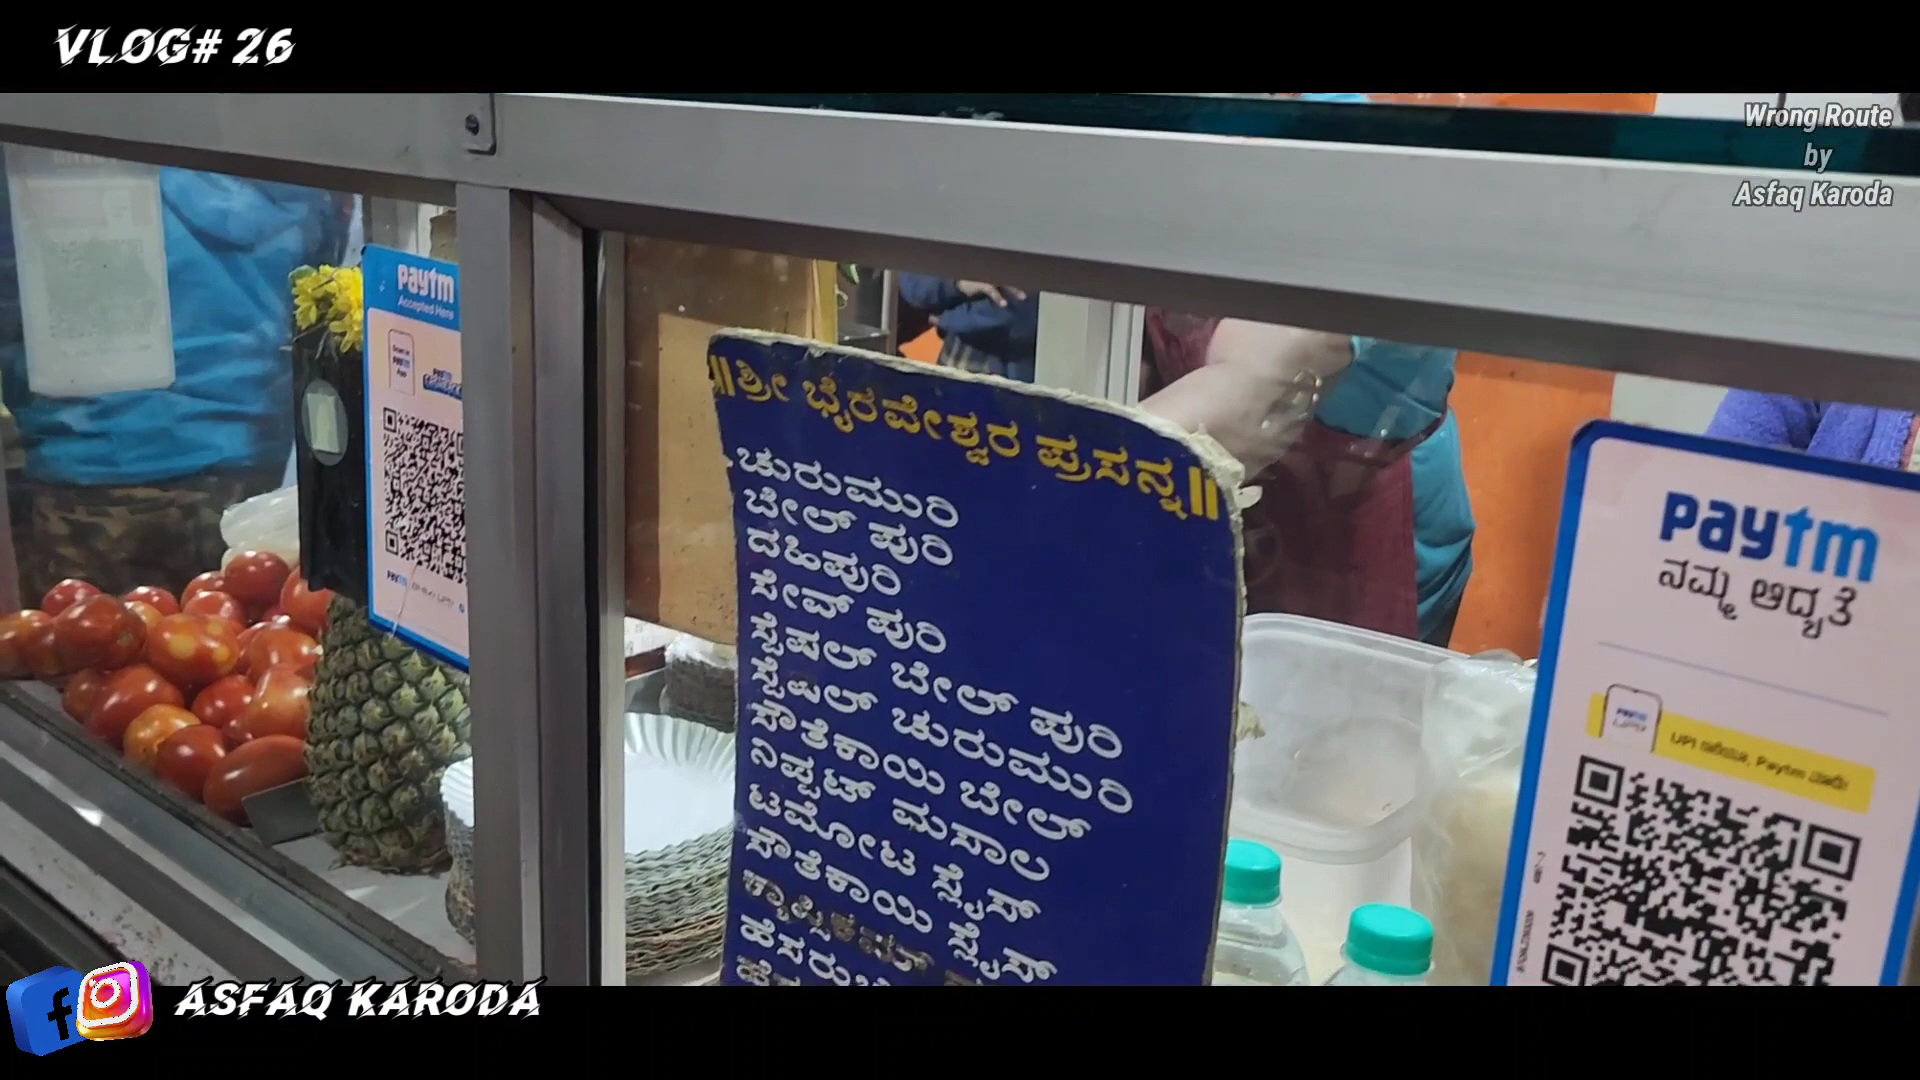 VLOG# 26
Wrong Route
by
Asfaq Karoda
paytm
Accepted Here
॥ಶ್ರೀ ಭೈರವೇಶ್ವರ ಪ್ರಸನ್ನ॥
ಚುರುಮುರಿ
ಬೇಲ್ ಪುರಿ
ದಹಿಪುರಿ
ಸೇವ್ ಪುರಿ
ಸ್ಪೆಷಲ್ ಬೇಲ್ ಪುರಿ
ಸ್ಪೆಷಲ್ ಚುರುಮುರಿ
ಸೌತೆಕಾಯಿ ಬೇಲ್
ನಿಪ್ಪಟ್ ಮಸಾಲ
ಟಮೋಟ ಸ್ಲೈಸ್
ಸೌತೆಕಾಯಿ ಸ್ಲೈಸ್
paytm
ನಮ್ಮ ಆದ್ಯತೆ
ASFAQ KARODA